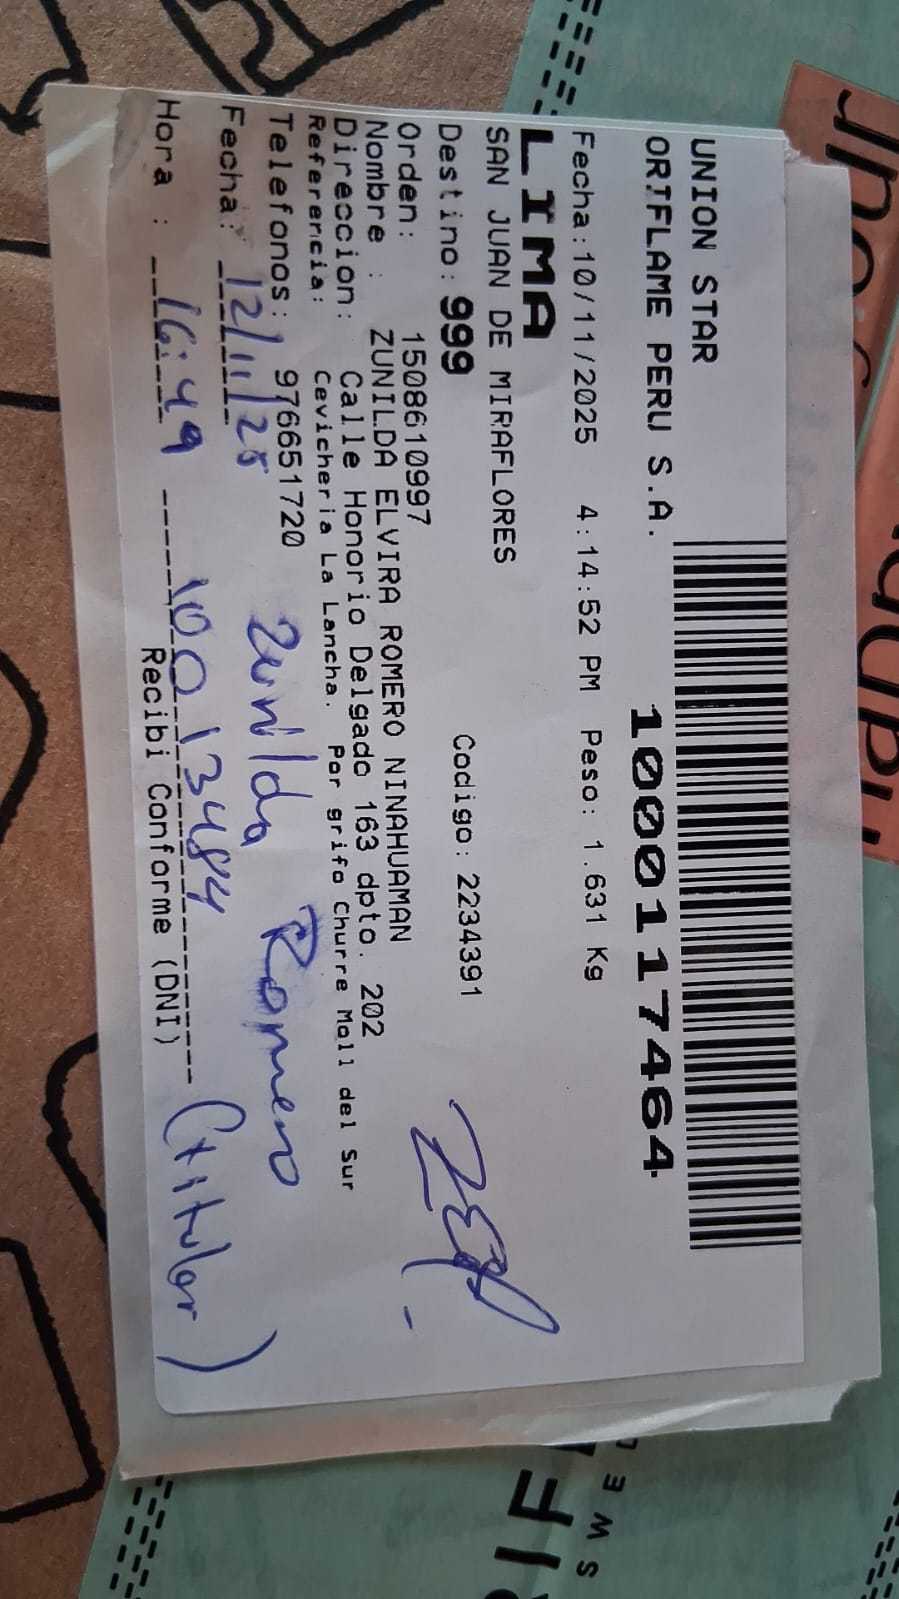 UNION STAR
ORIFLAME PERU S.A.
10001117464
Fecha:10/11/2025 4:14:52 PM Peso: 1.631 Kg
LIMA
SAN JUAN DE MIRAFLORES
Destino: 999 Codigo: 2234391
Orden: 150861099​7
Nombre : ZUNILDA ELVIRA ROMERO NINAHUAMAN
Direccion: Calle Honorio Delgado 163 dpto. 202
Referencia: Cevicheria La Lancha. Por grifo Churre Mall del Sur
Telefonos: 976651720
Zunilda Romero
Fecha: 12/11/25
Hora : 16:49 10013484 (titular)
Recibi Conforme (DNI)